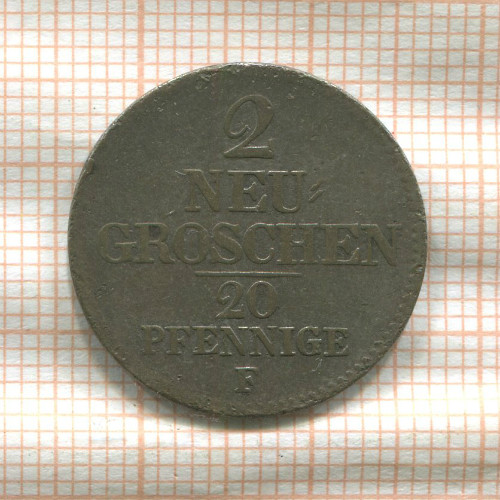 2
NEU-
GROSCHEN
20
PFENNIGE
F